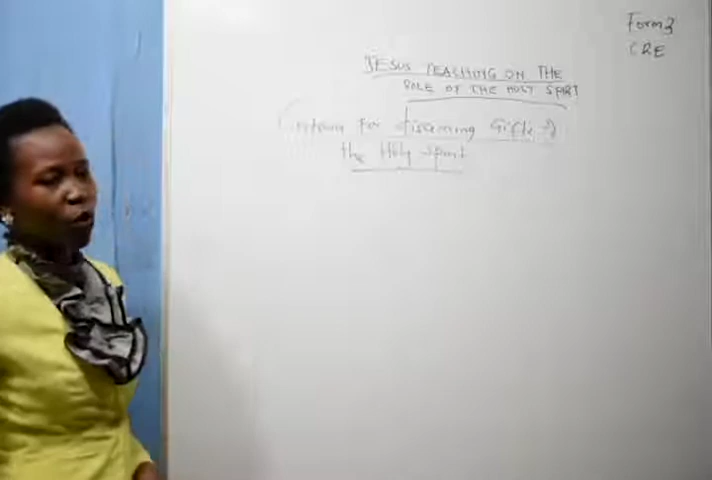 Form 3
CRE
JESUS TEACHING ON THE
ROLE OF THE HOLY SPIRIT
Criteria for discerning Gifts of
the Holy Spirit